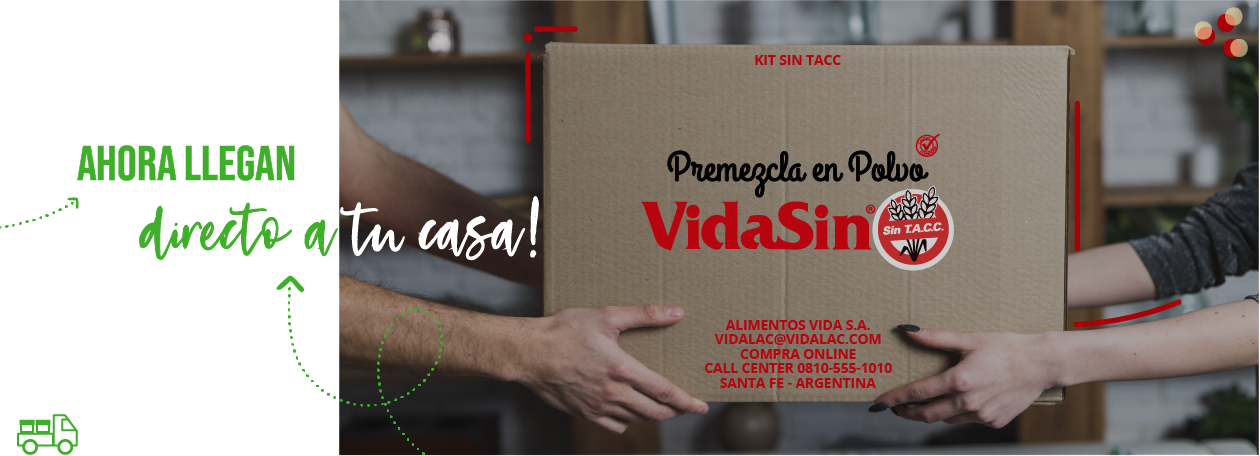 AHORA LLEGAN
directo a tu casa!
KIT SIN TACC
Premezcla en Polvo
VidaSin®
Sin T.A.C.C.
ALIMENTOS VIDA S.A.
VIDALAC@VIDALAC.COM
COMPRA ONLINE
CALL CENTER 0810-555-1010
SANTA FE - ARGENTINA